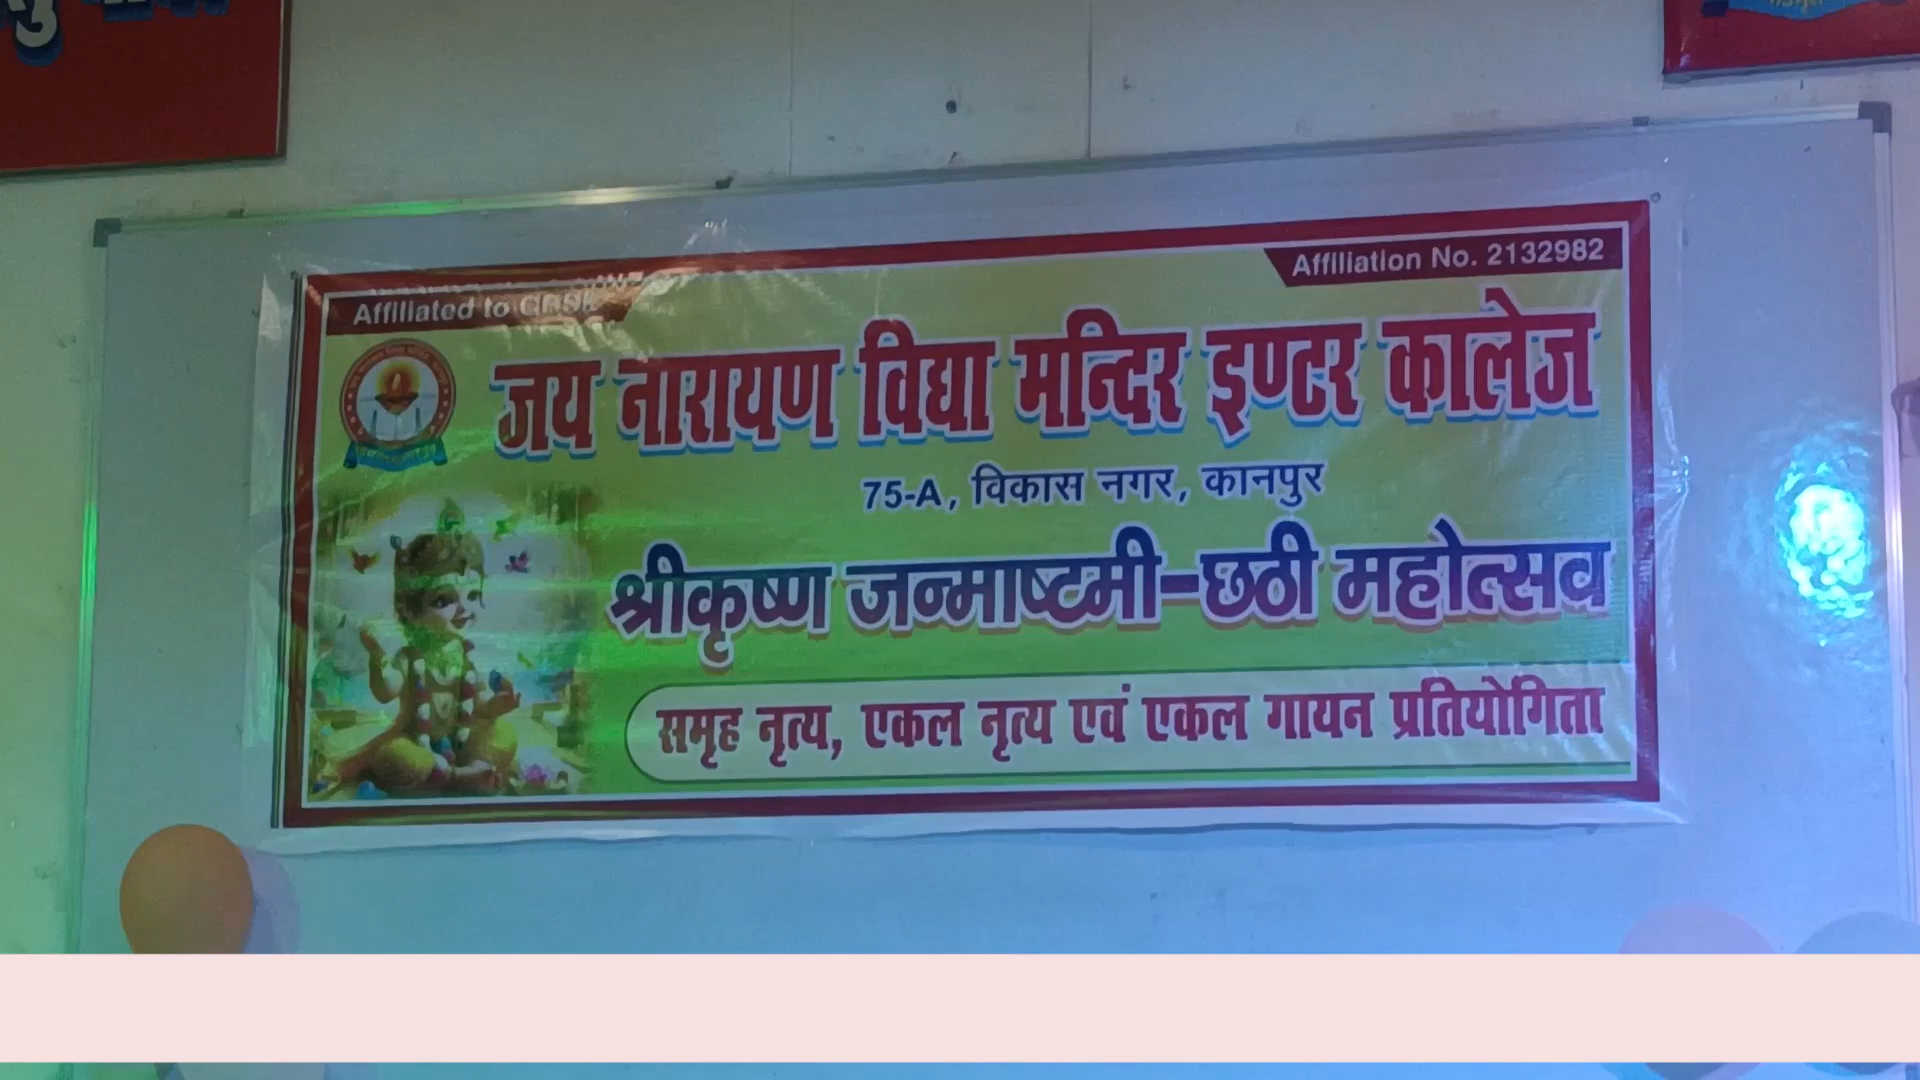 Affiliated to CBSE
Affiliation No. 2132982
जय नारायण विद्या मन्दिर इण्टर कालेज
75-A, विकास नगर, कानपुर
श्रीकृष्ण जन्माष्टमी-छठी महोत्सव
समृह नृत्य, एकल नृत्य एवं एकल गायन प्रतियोगिता